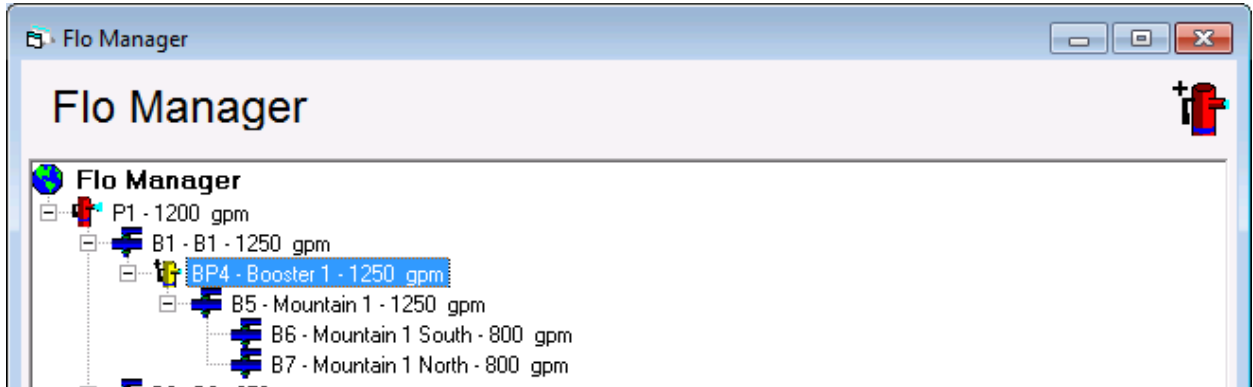 Flo Manager
Flo Manager
Flo Manager
P1 - 1200 gpm
B1 - B1 - 1250 gpm
BP4 - Booster 1 - 1250 gpm
B5 - Mountain 1 - 1250 gpm
B6 - Mountain 1 South - 800 gpm
B7 - Mountain 1 North - 800 gpm